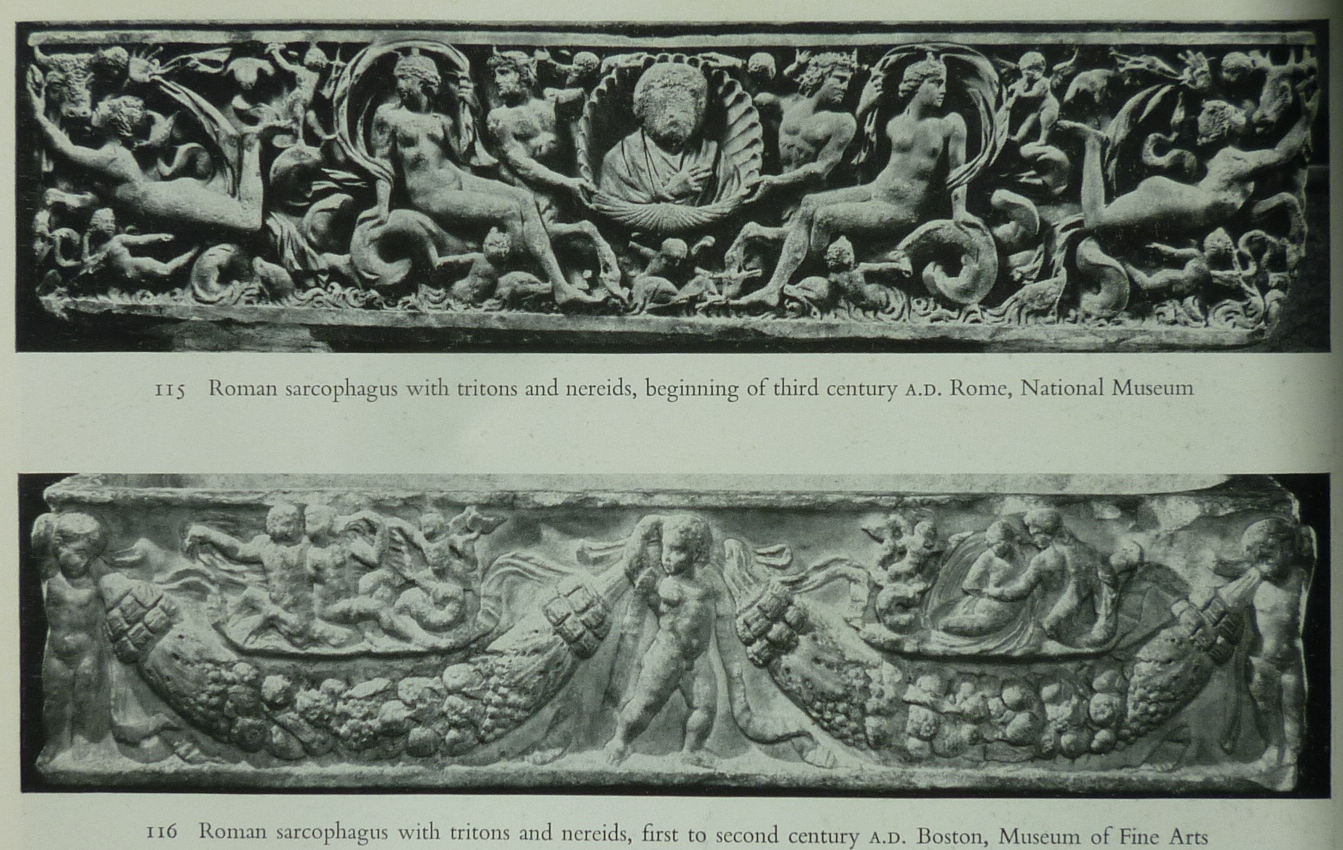 115 Roman sarcophagus with tritons and nereids, beginning of third century A.D. Rome, National Museum
116 Roman sarcophagus with tritons and nereids, first to second century A.D. Boston, Museum of Fine Arts